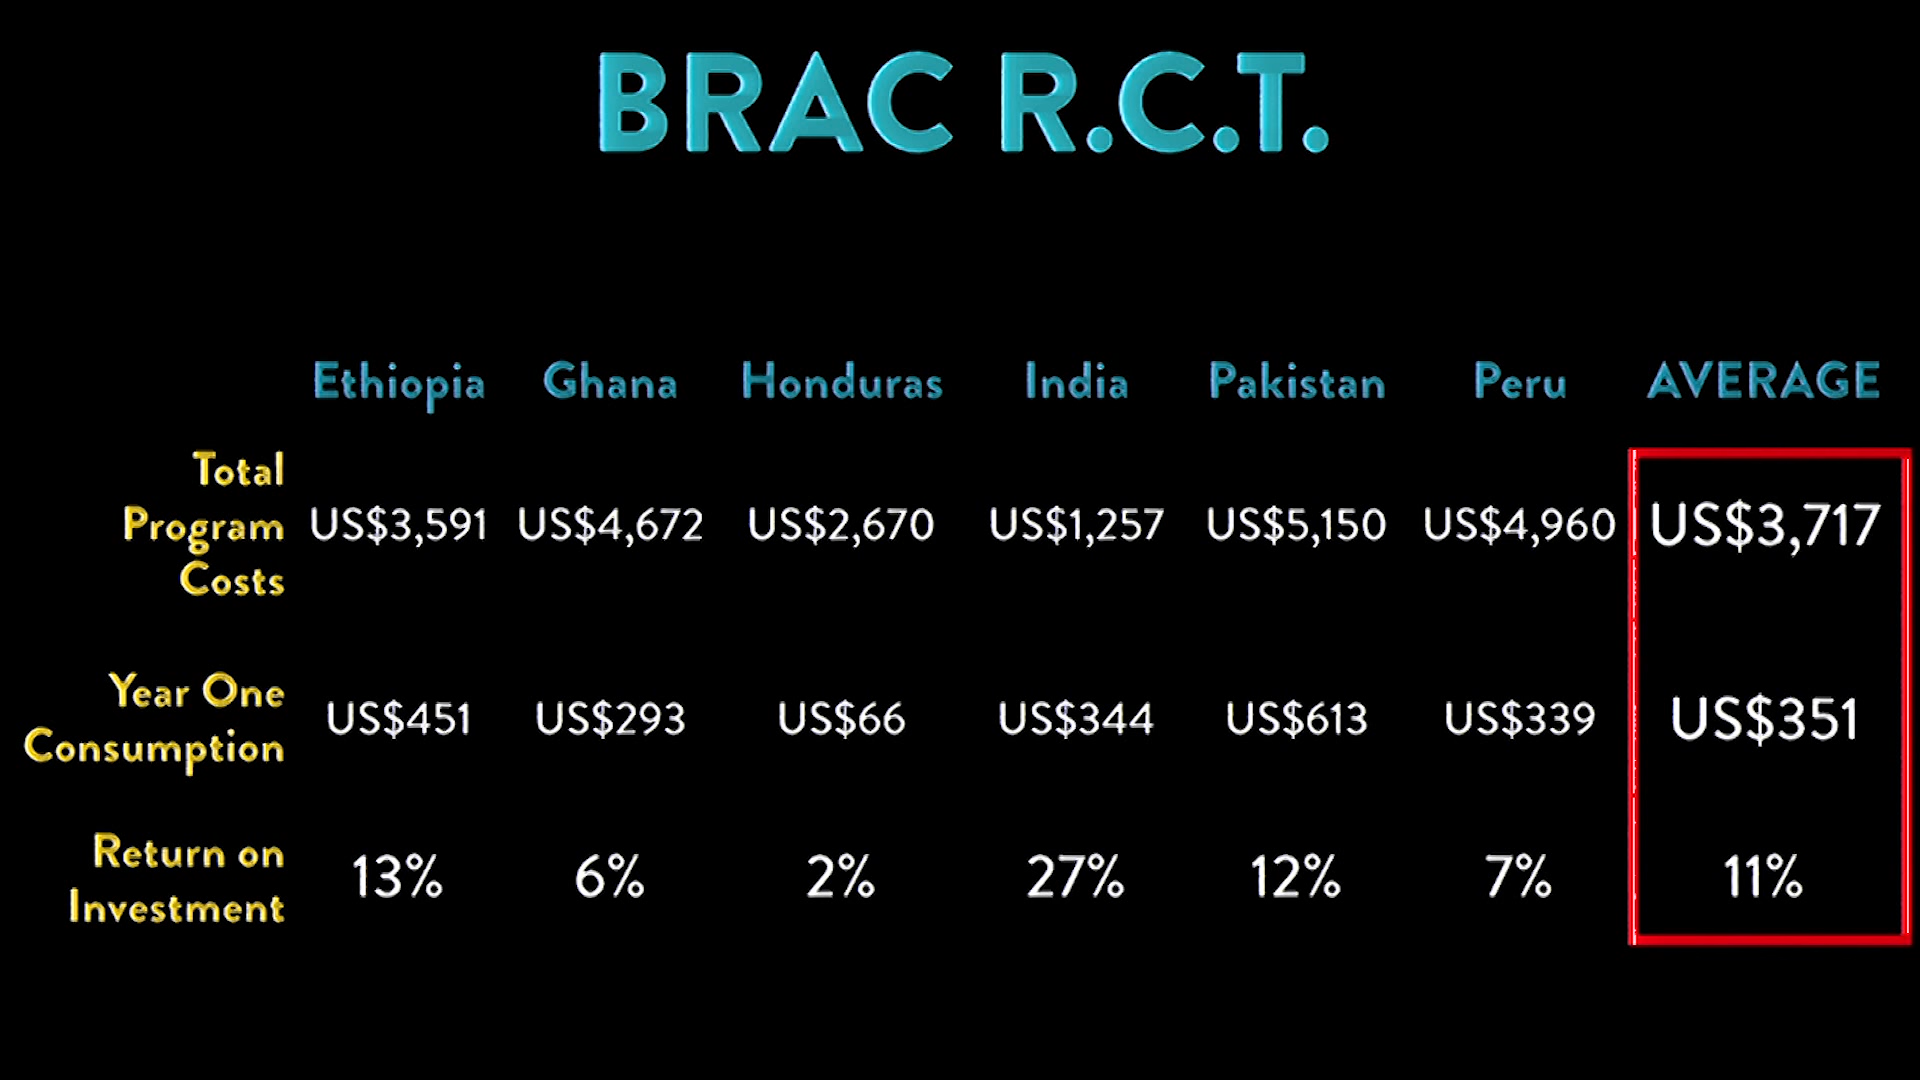 BRAC R.C.T.
Ethiopia Ghana Honduras India Pakistan Peru AVERAGE
Total
Program US$3,591 US$4,672 US$2,670 US$1,257 US$5,150 US$4,960 US$3,717
Costs
Year One
Consumption US$451 US$293 US$66 US$344 US$613 US$339 US$351
Return on
Investment 13% 6% 2% 27% 12% 7% 11%